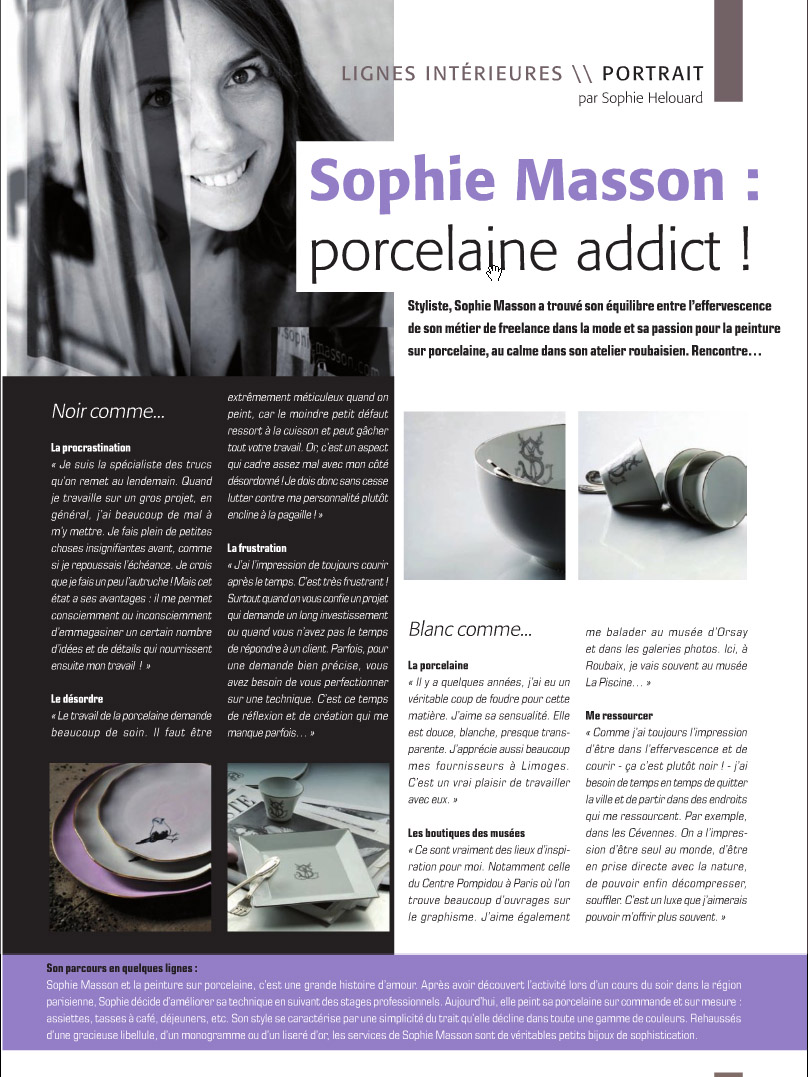 LIGNES INTÉRIEURES \\ PORTRAIT
par Sophie Helouard
Sophie Masson :
porcelaine addict !
Styliste, Sophie Masson a trouvé son équilibre entre l'effervescence
de son métier de freelance dans la mode et sa passion pour la peinture
sur porcelaine, au calme dans son atelier roubaisien. Rencontre...
.sophiemasson.com
Noir comme...
La procrastination
« Je suis la spécialiste des trucs
qu'on remet au lendemain. Quand
je travaille sur un gros projet, en
général, j'ai beaucoup de mal à
m'y mettre. Je fais plein de petites
choses insignifiantes avant, comme
si je repoussais l'échéance. Je crois
que je fais un peu l'autruche ! Mais cet
état a ses avantages : il me permet
consciemment ou inconsciemment
d'emmagasiner un certain nombre
d'idées et de détails qui nourrissent
ensuite mon travail ! »
Le désordre
« Le travail de la porcelaine demande
beaucoup de soin. Il faut être
extrêmement méticuleux quand on
peint, car le moindre petit défaut
ressort à la cuisson et peut gâcher
tout votre travail. Or, c'est un aspect
qui cadre assez mal avec mon côté
désordonné ! Je dois donc sans cesse
lutter contre ma personnalité plutôt
encline à la pagaille ! »
La frustration
« J'ai l'impression de toujours courir
après le temps. C'est très frustrant !
Surtout quand on vous confie un projet
qui demande un long investissement
ou quand vous n'avez pas le temps
de répondre à un client. Parfois, pour
une demande bien précise, vous
avez besoin de vous perfectionner
sur une technique. C'est ce temps
de réflexion et de création qui me
manque parfois... »
Blanc comme...
La porcelaine
« Il y a quelques années, j'ai eu un
véritable coup de foudre pour cette
matière. J'aime sa sensualité. Elle
est douce, blanche, presque trans-
parente. J'apprécie aussi beaucoup
mes fournisseurs à Limoges.
C'est un vrai plaisir de travailler
avec eux. »
Les boutiques des musées
« Ce sont vraiment des lieux d'inspi-
ration pour moi. Notamment celle
du Centre Pompidou à Paris où l'on
trouve beaucoup d'ouvrages sur
le graphisme. J'aime également
me balader au musée d'Orsay
et dans les galeries photos. Ici, à
Roubaix, je vais souvent au musée
La Piscine... »
Me ressourcer
« Comme j'ai toujours l'impression
d'être dans l'effervescence et de
courir - ça c'est plutôt noir ! - j'ai
besoin de temps en temps de quitter
la ville et de partir dans des endroits
qui me ressourcent. Par exemple,
dans les Cévennes. On a l'impres-
sion d'être seul au monde, d'être
en prise directe avec la nature,
de pouvoir enfin décompresser,
souffler. C'est un luxe que j'aimerais
pouvoir m'offrir plus souvent. »
Son parcours en quelques lignes :
Sophie Masson et la peinture sur porcelaine, c'est une grande histoire d'amour. Après avoir découvert l'activité lors d'un cours du soir dans la région
parisienne, Sophie décide d'améliorer sa technique en suivant des stages professionnels. Aujourd'hui, elle peint sa porcelaine sur commande et sur mesure :
assiettes, tasses à café, déjeuners, etc. Son style se caractérise par une simplicité du trait qu'elle décline dans toute une gamme de couleurs. Rehaussés
d'une gracieuse libellule, d'un monogramme ou d'un liseré d'or, les services de Sophie Masson sont de véritables petits bijoux de sophistication.